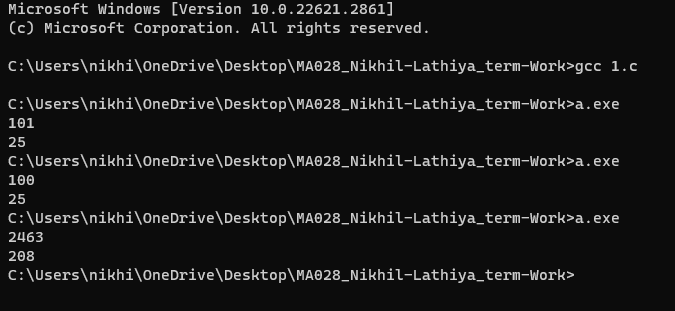 Microsoft Windows [Version 10.0.22621.2861]
(c) Microsoft Corporation. All rights reserved.
C:\Users\nikhi\OneDrive\Desktop\MA028_Nikhil-Lathiya_term-Work>gcc 1.c
C:\Users\nikhi\OneDrive\Desktop\MA028_Nikhil-Lathiya_term-Work>a.exe
101
25
C:\Users\nikhi\OneDrive\Desktop\MA028_Nikhil-Lathiya_term-Work>a.exe
100
25
C:\Users\nikhi\OneDrive\Desktop\MA028_Nikhil-Lathiya_term-Work>a.exe
2463
208
C:\Users\nikhi\OneDrive\Desktop\MA028_Nikhil-Lathiya_term-Work>